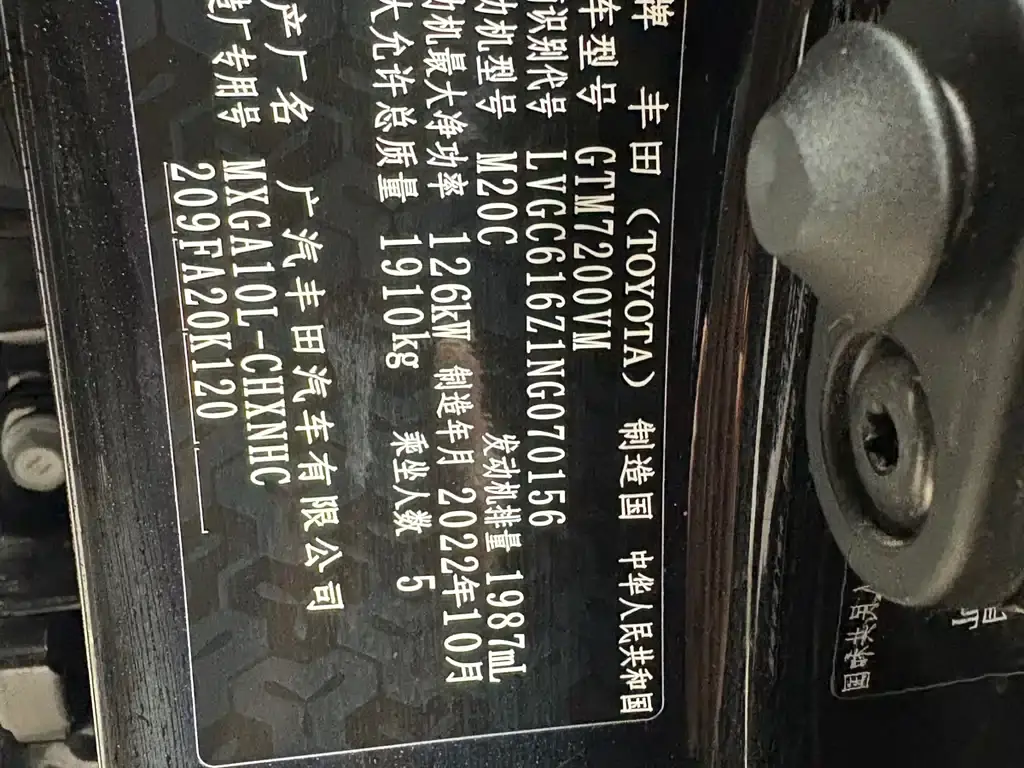 牌 丰田 (TOYOTA) 制造国 中华人民共和国
车型号 GTM7200VM
识别代号 LVGC616Z1NG070156
动机型号 M20C 发动机排量 1987mL
动机最大净功率 126kW 制造年月 2022年10月
大允许总质量 1910kg 乘坐人数 5
产厂名 广汽丰田汽车有限公司
造厂专用号 MXGA10L-CHXNHC
209FA20K120